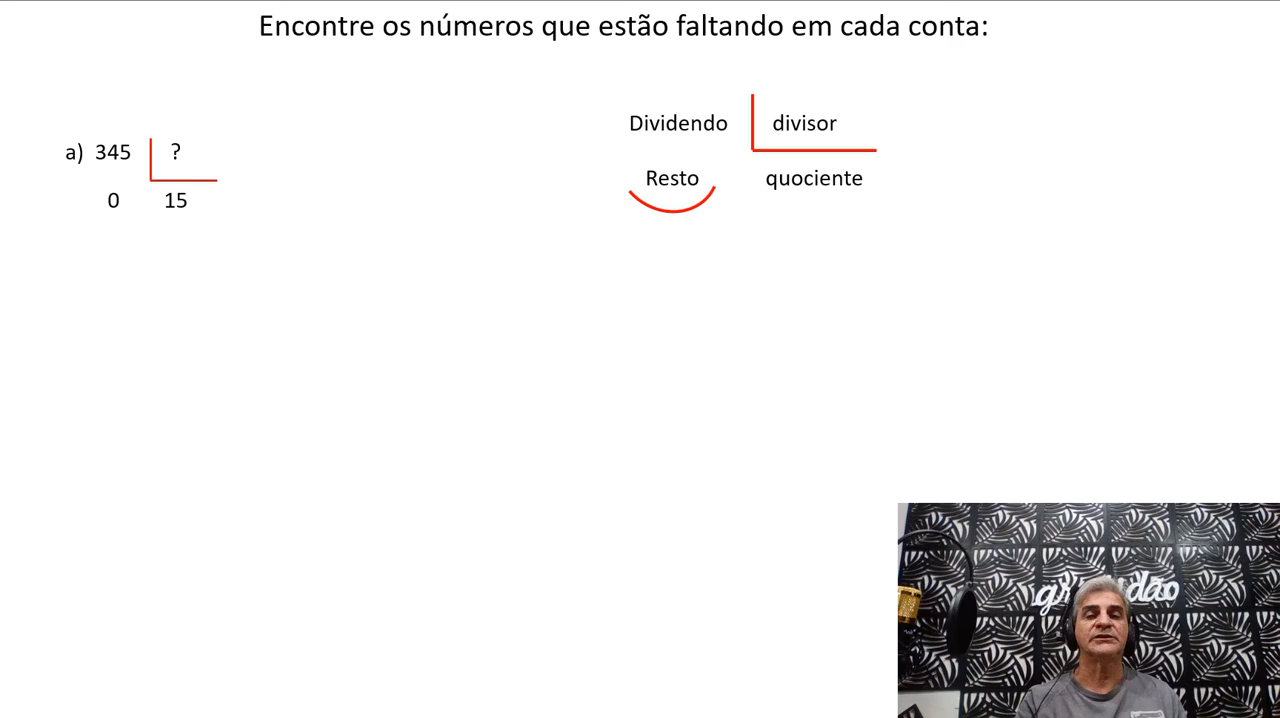 Encontre os números que estão faltando em cada conta:
Dividendo divisor
Resto quociente
a) 345 ?
0 15